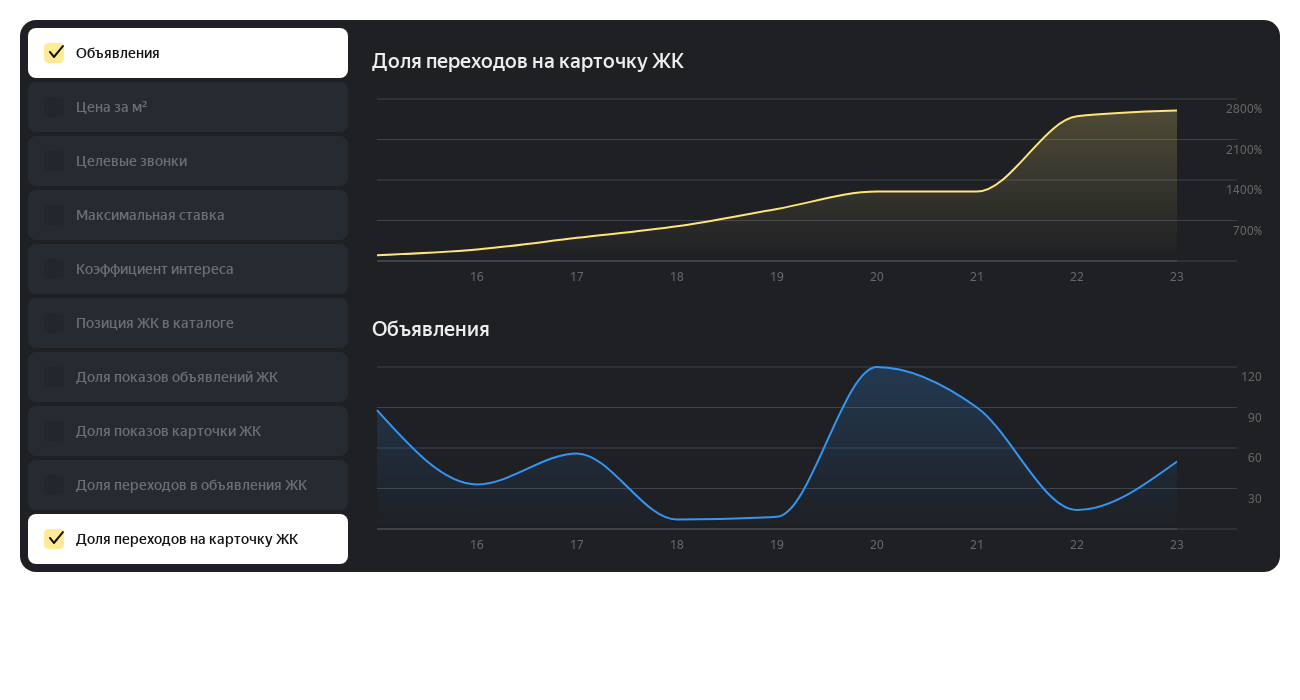 Объявления
Цена за м²
Целевые звонки
Максимальная ставка
Коэффициент интереса
Позиция ЖК в каталоге
Доля показов объявлений ЖК
Доля показов карточки ЖК
Доля переходов в объявления ЖК
Доля переходов на карточку ЖК
Доля переходов на карточку ЖК
2800%
2100%
1400%
700%
16 17 18 19 20 21 22 23
Объявления
120
90
60
30
16 17 18 19 20 21 22 23